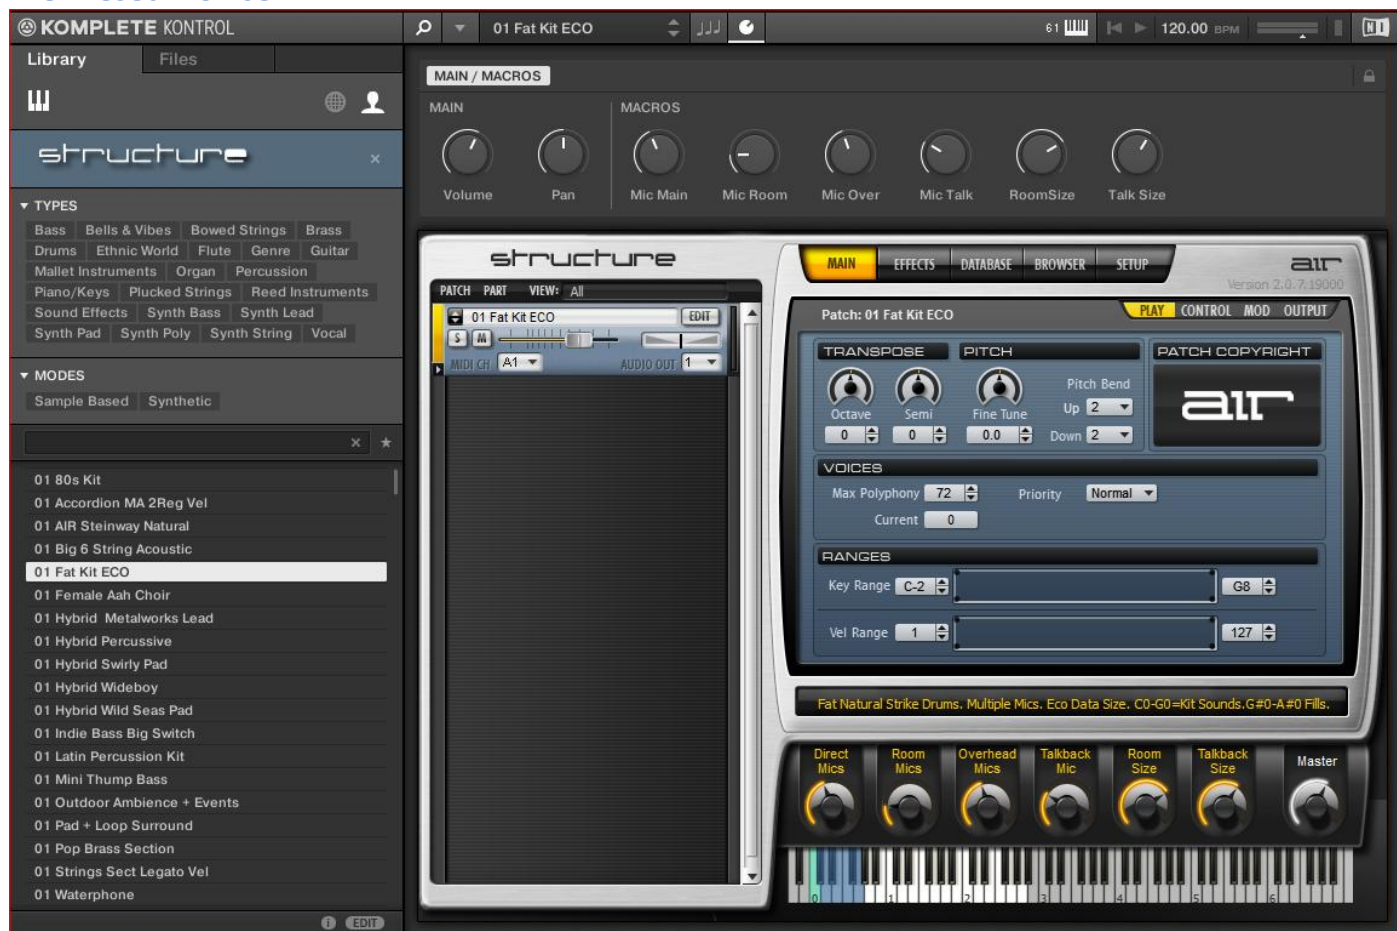 KOMPLETE KONTROL
01 Fat Kit ECO
61
120.00 BPM
Library Files
structure
TYPES
Bass Bells & Vibes Bowed Strings Brass
Drums Ethnic World Flute Genre Guitar
Mallet Instruments Organ Percussion
Piano/Keys Plucked Strings Reed Instruments
Sound Effects Synth Bass Synth Lead
Synth Pad Synth Poly Synth String Vocal
MODES
Sample Based Synthetic
01 80s Kit
01 Accordion MA 2Reg Vel
01 AIR Steinway Natural
01 Big 6 String Acoustic
01 Fat Kit ECO
01 Female Aah Choir
01 Hybrid Metalworks Lead
01 Hybrid Percussive
01 Hybrid Swirly Pad
01 Hybrid Wideboy
01 Hybrid Wild Seas Pad
01 Indie Bass Big Switch
01 Latin Percussion Kit
01 Mini Thump Bass
01 Outdoor Ambience + Events
01 Pad + Loop Surround
01 Pop Brass Section
01 Strings Sect Legato Vel
01 Waterphone
EDIT
MAIN / MACROS
MAIN MACROS
Volume Pan Mic Main Mic Room Mic Over Mic Talk RoomSize Talk Size
structure
PATCH PART VIEW: All
01 Fat Kit ECO EDIT
S M
MIDI CH A1 AUDIO OUT 1
MAIN EFFECTS DATABASE BROWSER SETUP
air
Version 2.0.7.19000
Patch: 01 Fat Kit ECO
PLAY CONTROL MOD OUTPUT
TRANSPOSE PITCH PATCH COPYRIGHT
Pitch Bend
Octave Semi Fine Tune Up 2
0 0 0.0 Down 2
air
VOICES
Max Polyphony 72 Priority Normal
Current 0
RANGES
Key Range C-2 G8
Vel Range 1 127
Fat Natural Strike Drums. Multiple Mics. Eco Data Size. C0-G0=Kit Sounds.G#0-A#0 Fills.
Direct Mics Room Mics Overhead Mics Talkback Mic Room Size Talkback Size Master
0 1 2 3 4 5 6